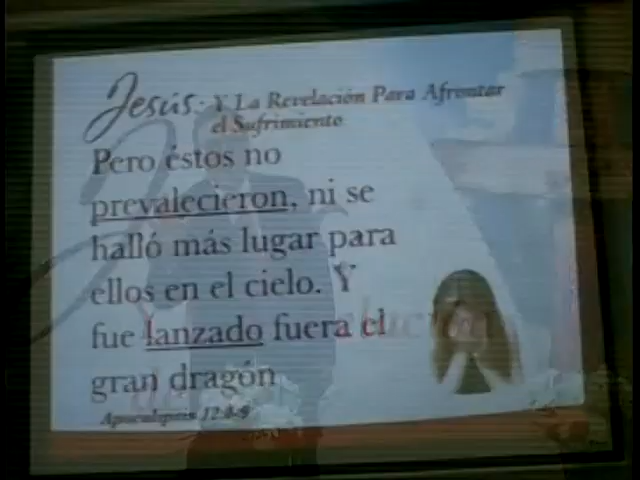 Jesús: Y La Revelación Para Afrontar
el Sufrimiento
Pero éstos no
prevalecieron, ni se
halló más lugar para
ellos en el cielo. Y
fue lanzado fuera el
gran dragón
Apocalipsis 12:8-9